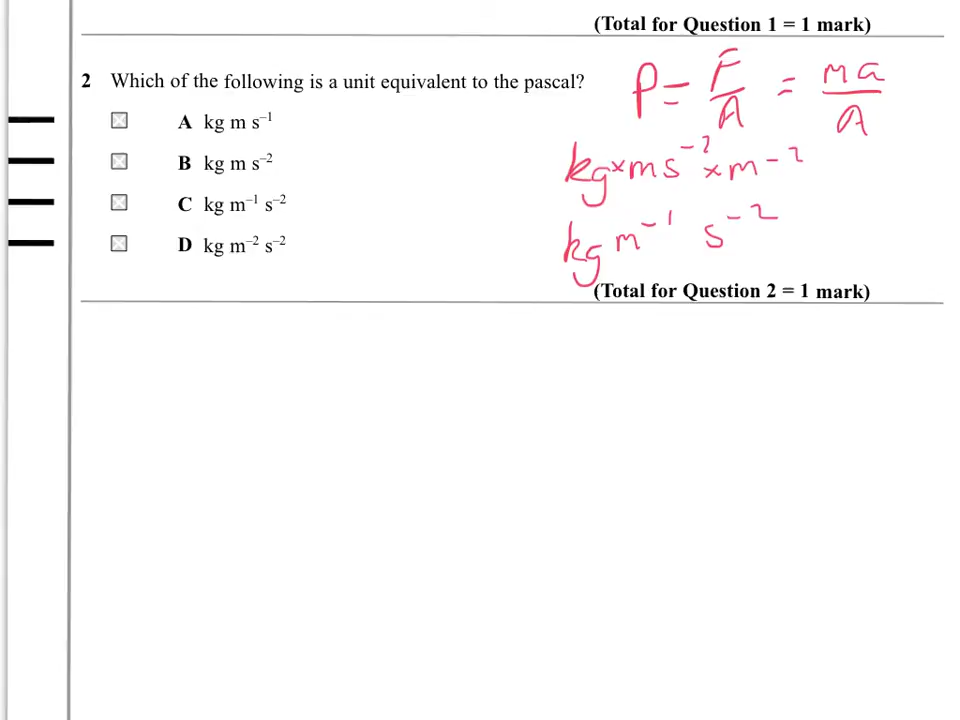 (Total for Question 1 = 1 mark)
2 Which of the following is a unit equivalent to the pascal?
P = F/A = ma/A
A kg m s⁻¹
B kg m s⁻²
kg × m s⁻² × m⁻²
C kg m⁻¹ s⁻²
kg m⁻¹ s⁻²
D kg m⁻² s⁻²
(Total for Question 2 = 1 mark)